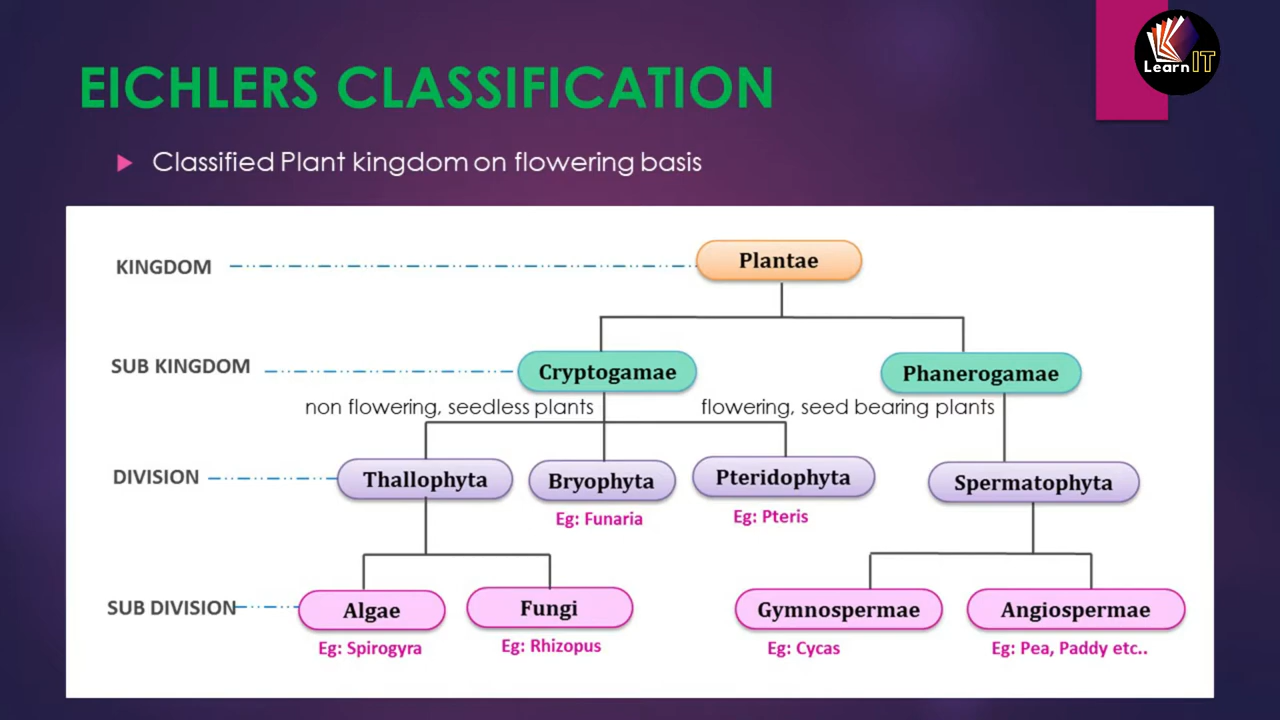 Learn IT
EICHLERS CLASSIFICATION
Classified Plant kingdom on flowering basis
KINGDOM
Plantae
SUB KINGDOM
Cryptogamae
Phanerogamae
non flowering, seedless plants
flowering, seed bearing plants
DIVISION
Thallophyta
Bryophyta
Pteridophyta
Spermatophyta
Eg: Funaria
Eg: Pteris
SUB DIVISION
Algae
Fungi
Gymnospermae
Angiospermae
Eg: Spirogyra
Eg: Rhizopus
Eg: Cycas
Eg: Pea, Paddy etc..